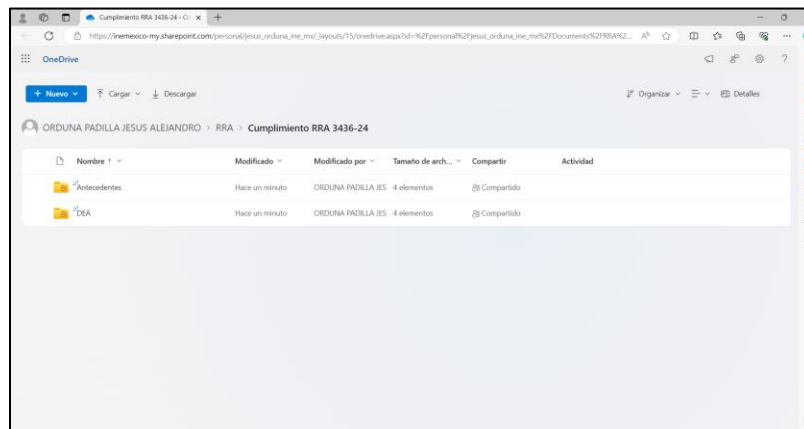 Cumplimiento RRA 3436-24 - O
https://inemexico-my.sharepoint.com/personal/jesus_orduna_ine_mx/_layouts/15/onedrive.aspx?id=%2Fpersonal%2Fjesus_orduna_ine_mx%2FDocuments%2FRRA%2...
OneDrive
+ Nuevo Cargar Descargar Organizar Detalles
ORDUNA PADILLA JESUS ALEJANDRO > RRA > Cumplimiento RRA 3436-24
Nombre ↑ Modificado Modificado por Tamaño de arch... Compartir Actividad
Antecedentes Hace un minuto ORDUNA PADILLA JES 4 elementos Compartido
DEA Hace un minuto ORDUNA PADILLA JES 4 elementos Compartido